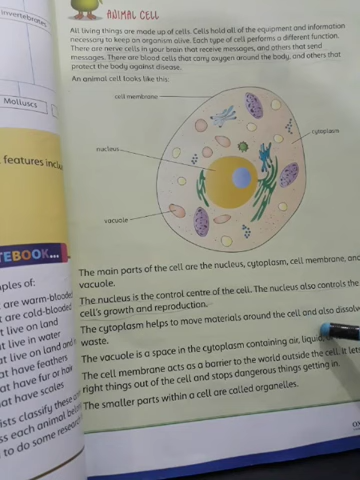 invertebrates
Molluscs
features inclu
TEBOOK...
ples of:
are warm-bloode
t are cold-blooded
t live on land
t live in water
at live on land and
at have feathers
at have fur or hair
at have scales
ists classify these
ss each animal belo
to do some research
ANIMAL CELL
All living things are made up of cells. Cells hold all of the equipment and information
necessary to keep an organism alive. Each type of cell performs a different function.
There are nerve cells in your brain that receive messages, and others that send
messages. There are blood cells that carry oxygen around the body, and others that
protect the body against disease.
An animal cell looks like this:
cell membrane
cytoplasm
nucleus
vacuole
The main parts of the cell are the nucleus, cytoplasm, cell membrane, and
vacuole.
The nucleus is the control centre of the cell. The nucleus also controls the
cell's growth and reproduction.
The cytoplasm helps to move materials around the cell and also dissolve
waste.
The vacuole is a space in the cytoplasm containing air, liquid,
The cell membrane acts as a barrier to the world outside the cell. It lets
right things out of the cell and stops dangerous things getting in.
The smaller parts within a cell are called organelles.